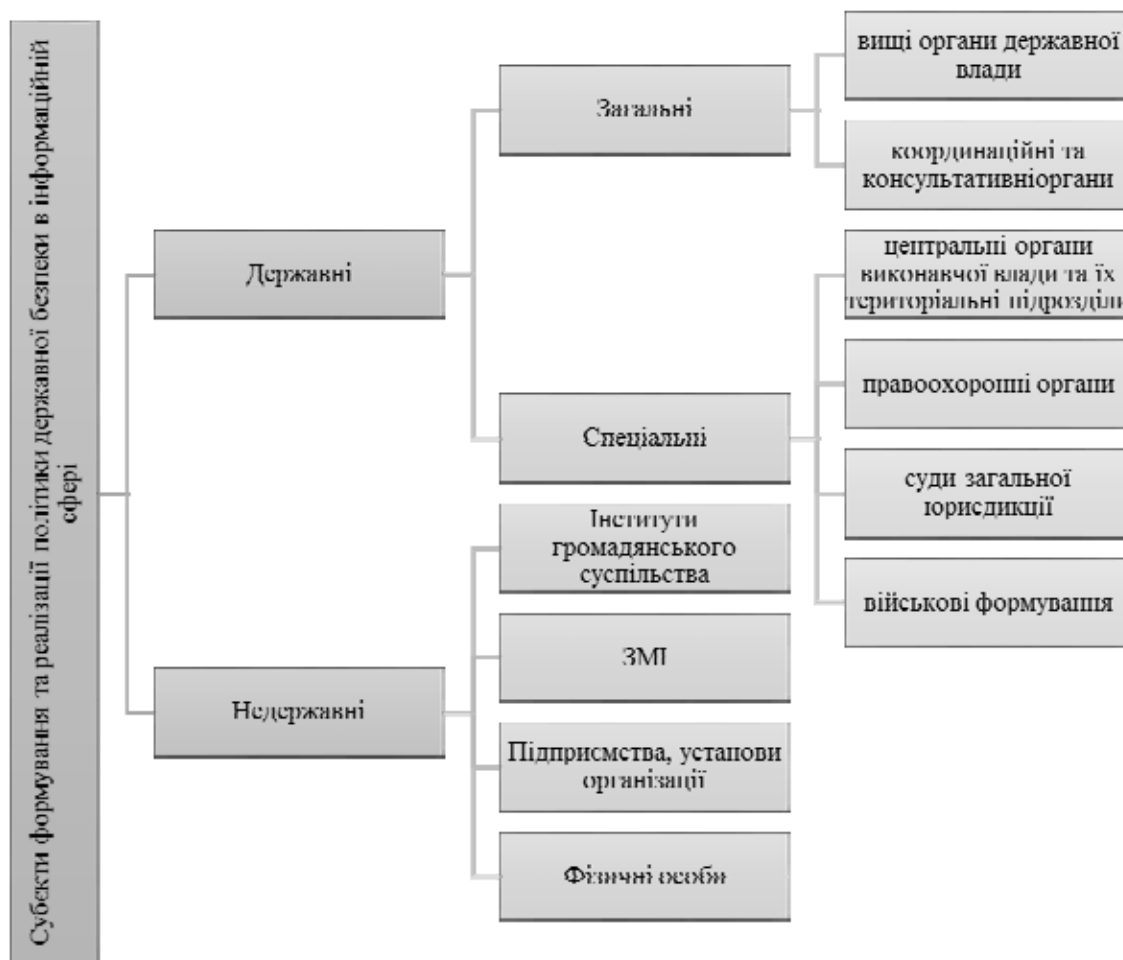 Субєкти формування та реалізації політики державної безпеки в інформаційній
сфері
Державні
Загальні
вищі органи державної
влади
координаційні та
консультативніоргани
Спеціальні
центральні органи
виконавчої влади та їх
територіальні підрозділи
правоохоронні органи
суди загальної
юрисдикції
військові формування
Недержавні
Інститути
громадянського
суспільства
ЗМІ
Підприємства, установи
організації
Фізичні особи